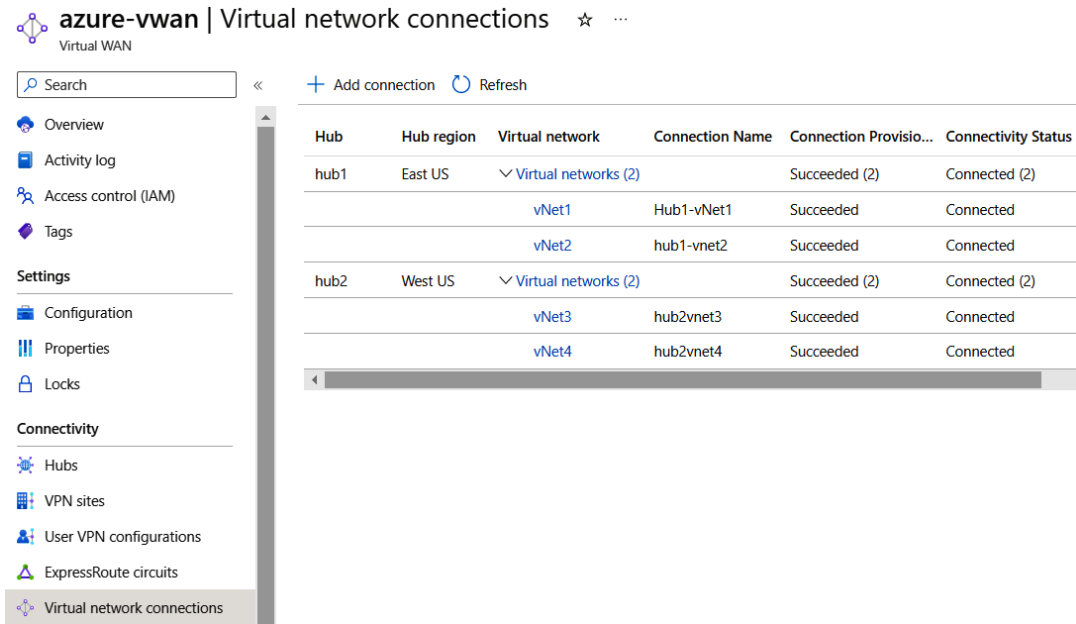 azure-vwan | Virtual network connections
Virtual WAN
Search
Overview
Activity log
Access control (IAM)
Tags
Settings
Configuration
Properties
Locks
Connectivity
Hubs
VPN sites
User VPN configurations
ExpressRoute circuits
Virtual network connections
Add connection Refresh
Hub Hub region Virtual network Connection Name Connection Provisio... Connectivity Status
hub1 East US Virtual networks (2) Succeeded (2) Connected (2)
vNet1 Hub1-vNet1 Succeeded Connected
vNet2 hub1-vnet2 Succeeded Connected
hub2 West US Virtual networks (2) Succeeded (2) Connected (2)
vNet3 hub2vnet3 Succeeded Connected
vNet4 hub2vnet4 Succeeded Connected